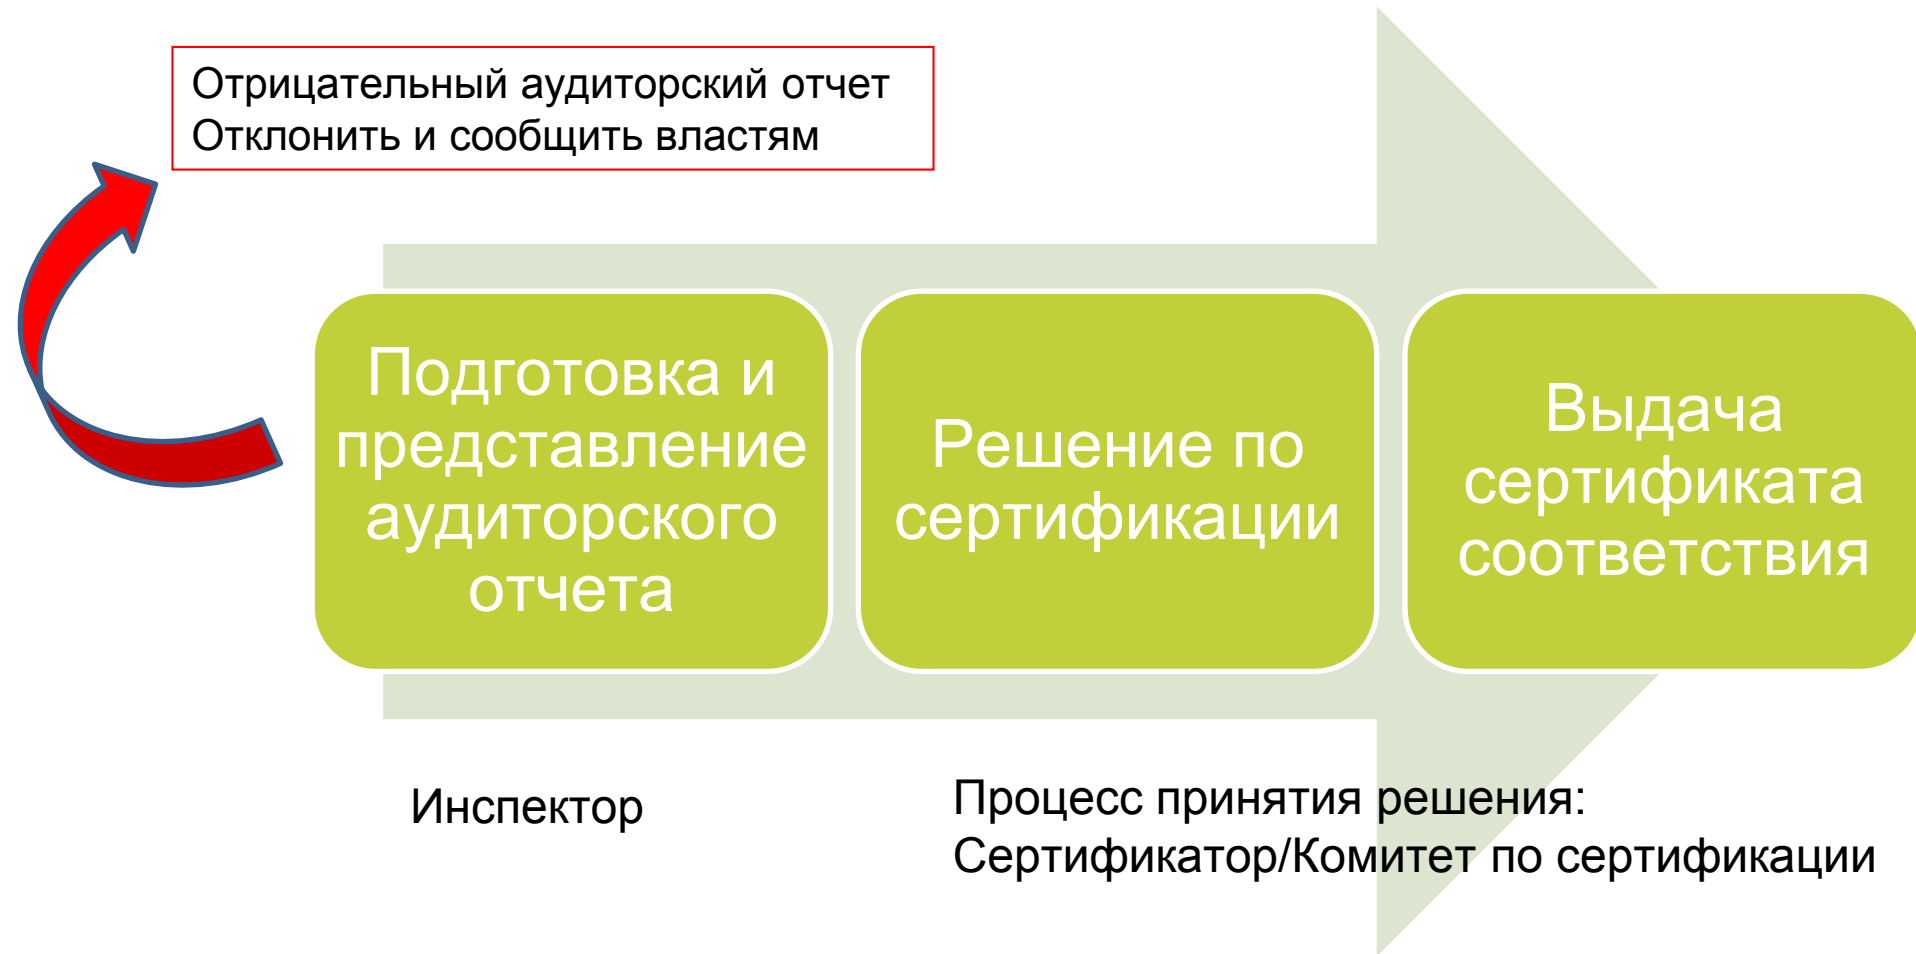 Отрицательный аудиторский отчет
Отклонить и сообщить властям
Подготовка и
представление
аудиторского
отчета
Решение по
сертификации
Выдача
сертификата
соответствия
Инспектор
Процесс принятия решения:
Сертификатор/Комитет по сертификации